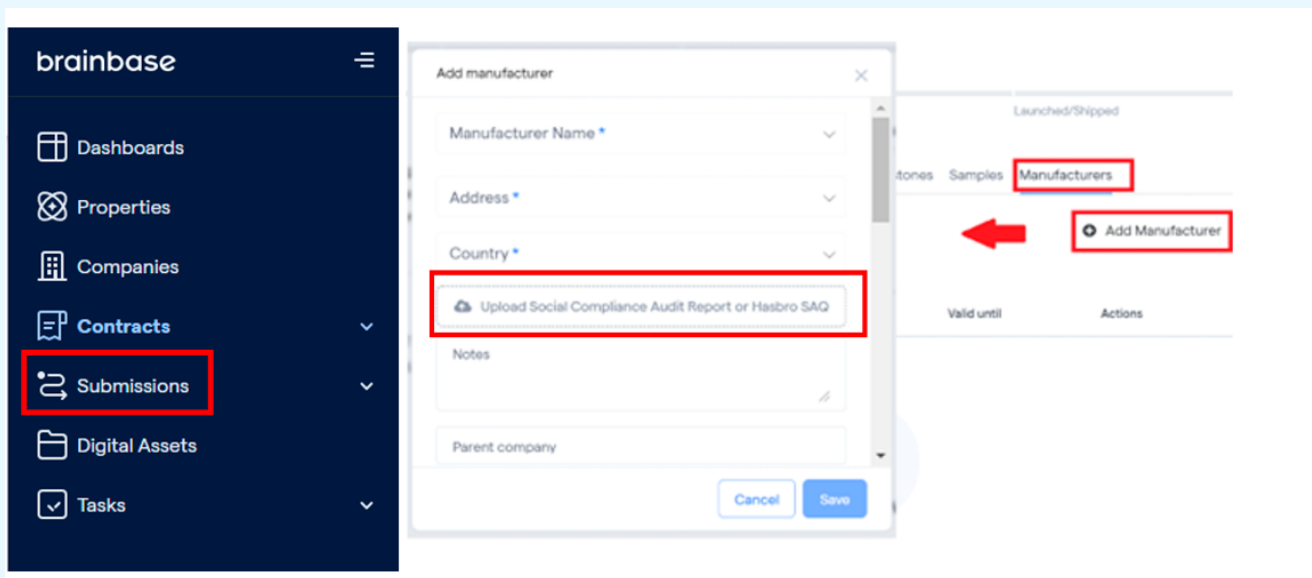 brainbase
Dashboards
Properties
Companies
Contracts
Submissions
Digital Assets
Tasks
Add manufacturer
Manufacturer Name *
Address *
Country *
Upload Social Compliance Audit Report or Hasbro SAQ
Notes
Parent company
Cancel Save
Launched/Shipped
tones Samples Manufacturers
Add Manufacturer
Valid until Actions